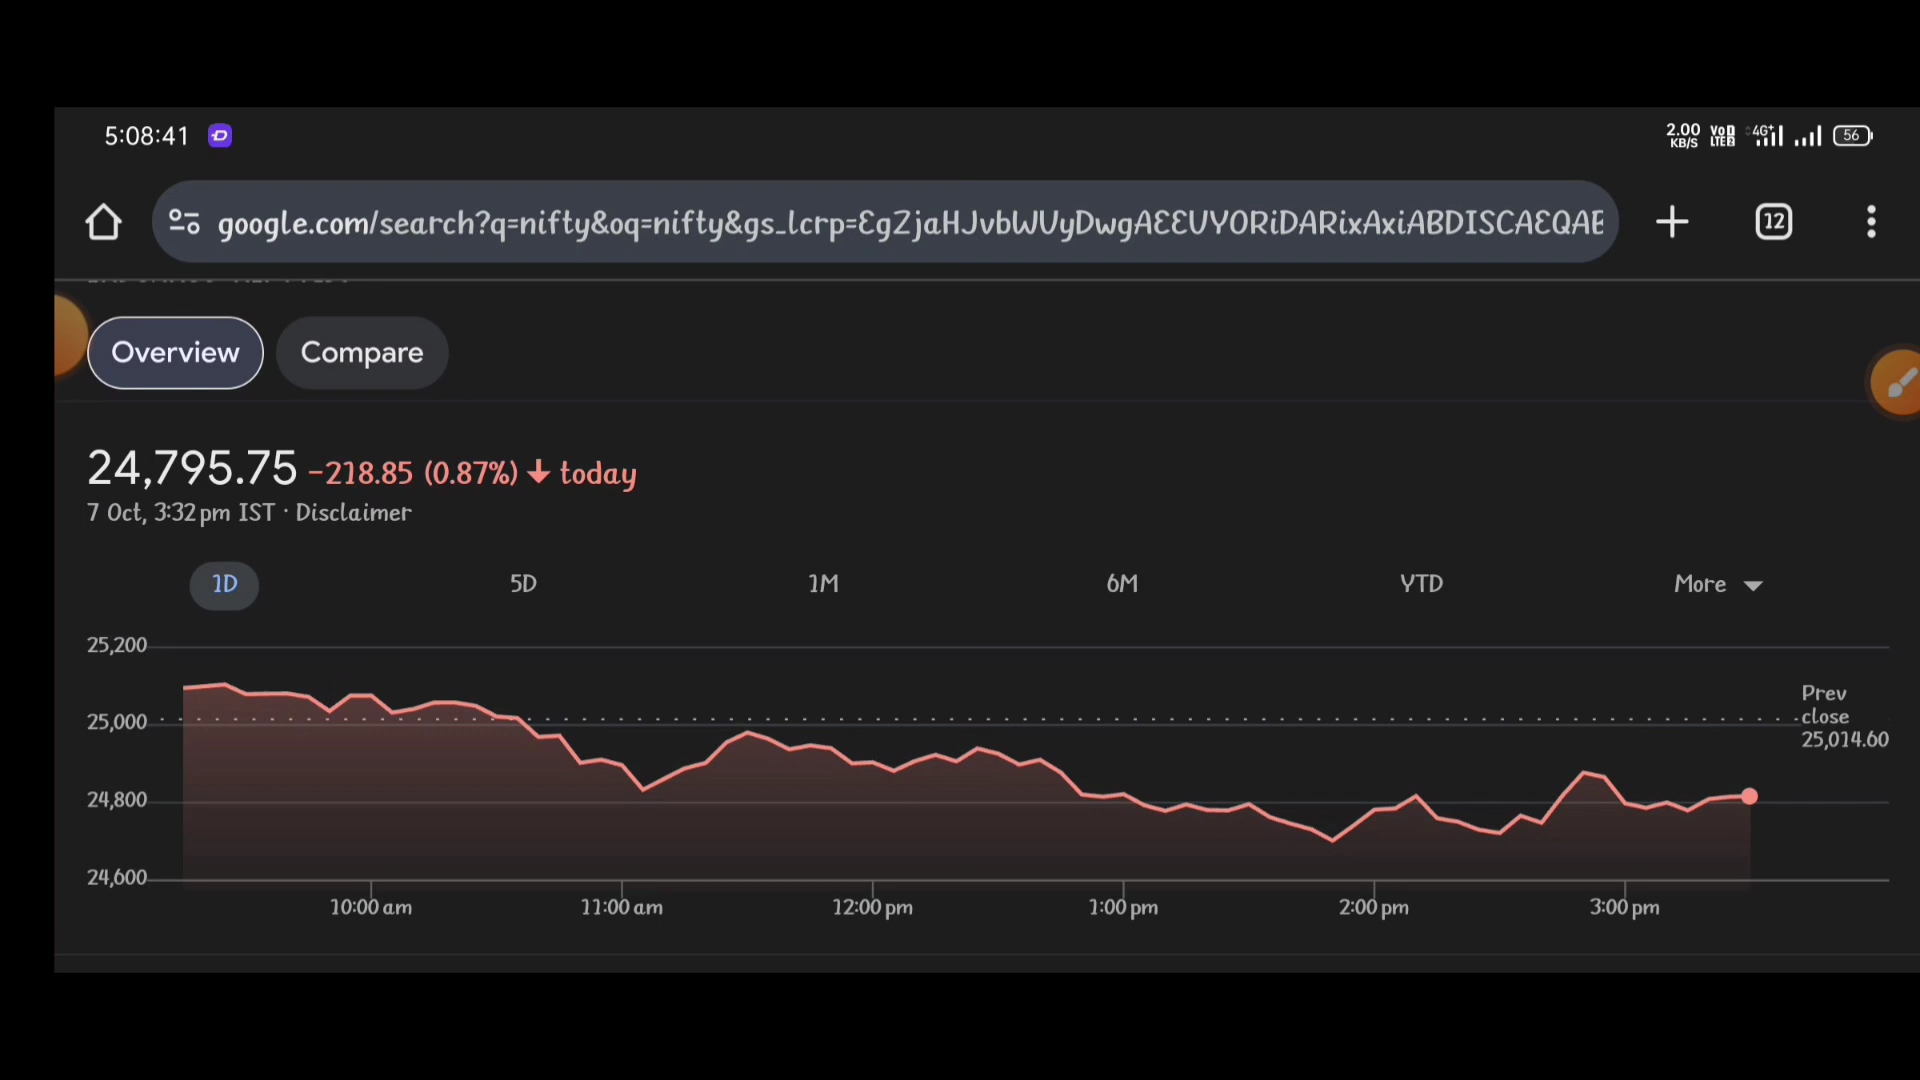 5:08:41
2.00 KB/S VoD LTE2 4G+ 56
google.com/search?q=nifty&oq=nifty&gs_lcrp=EgZjaHJvbWUyDwgAEEUYORiDARixAxiABDISCAEQAE
12
Overview Compare
24,795.75 -218.85 (0.87%) ↓ today
7 Oct, 3:32 pm IST · Disclaimer
1D 5D 1M 6M YTD More
25,200
25,000
24,800
24,600
Prev
close
25,014.60
10:00 am 11:00 am 12:00 pm 1:00 pm 2:00 pm 3:00 pm